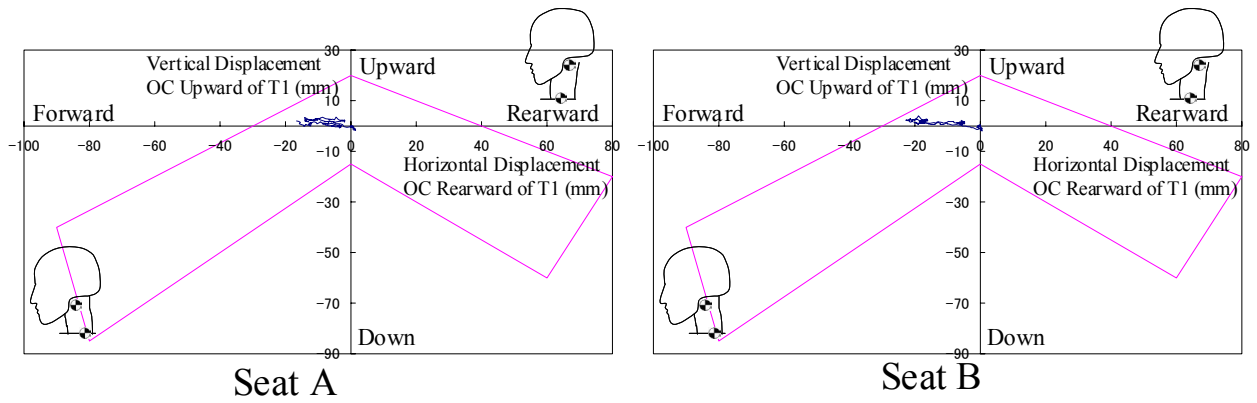 30
Vertical Displacement
OC Upward of T1 (mm)
Upward
Forward
10
Rearward
-100
-80
-60
-40
-20
0
20
40
60
80
-10
Horizontal Displacement
OC Rearward of T1 (mm)
-30
-50
-70
Down
-90
Seat A
30
Vertical Displacement
OC Upward of T1 (mm)
Upward
Forward
10
Rearward
-100
-80
-60
-40
-20
0
20
40
60
80
-10
Horizontal Displacement
OC Rearward of T1 (mm)
-30
-50
-70
Down
-90
Seat B